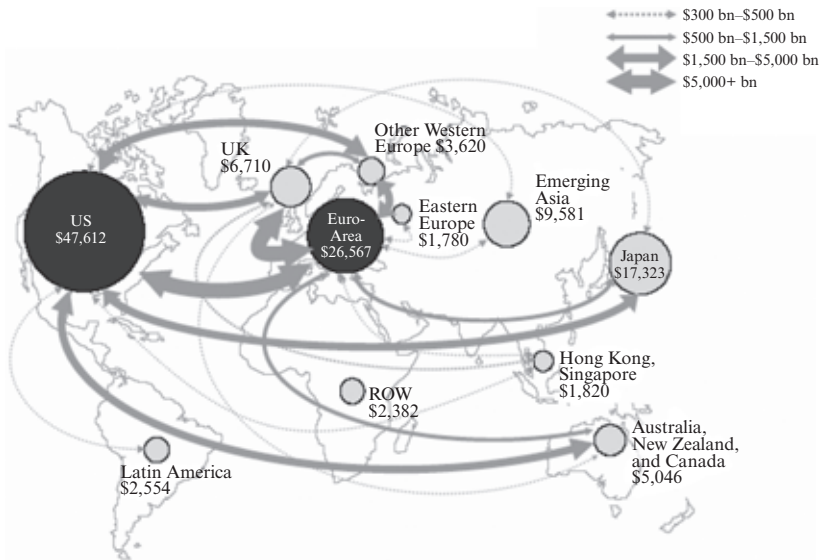 $300 bn–$500 bn
$500 bn–$1,500 bn
$1,500 bn–$5,000 bn
$5,000+ bn
Other Western
Europe $3,620
UK
$6,710
Emerging
Asia
$9,581
US
$47,612
Euro-
Area
$26,567
Eastern
Europe
$1,780
Japan
$17,323
Hong Kong,
Singapore
$1,820
ROW
$2,382
Australia,
New Zealand,
and Canada
$5,046
Latin America
$2,554